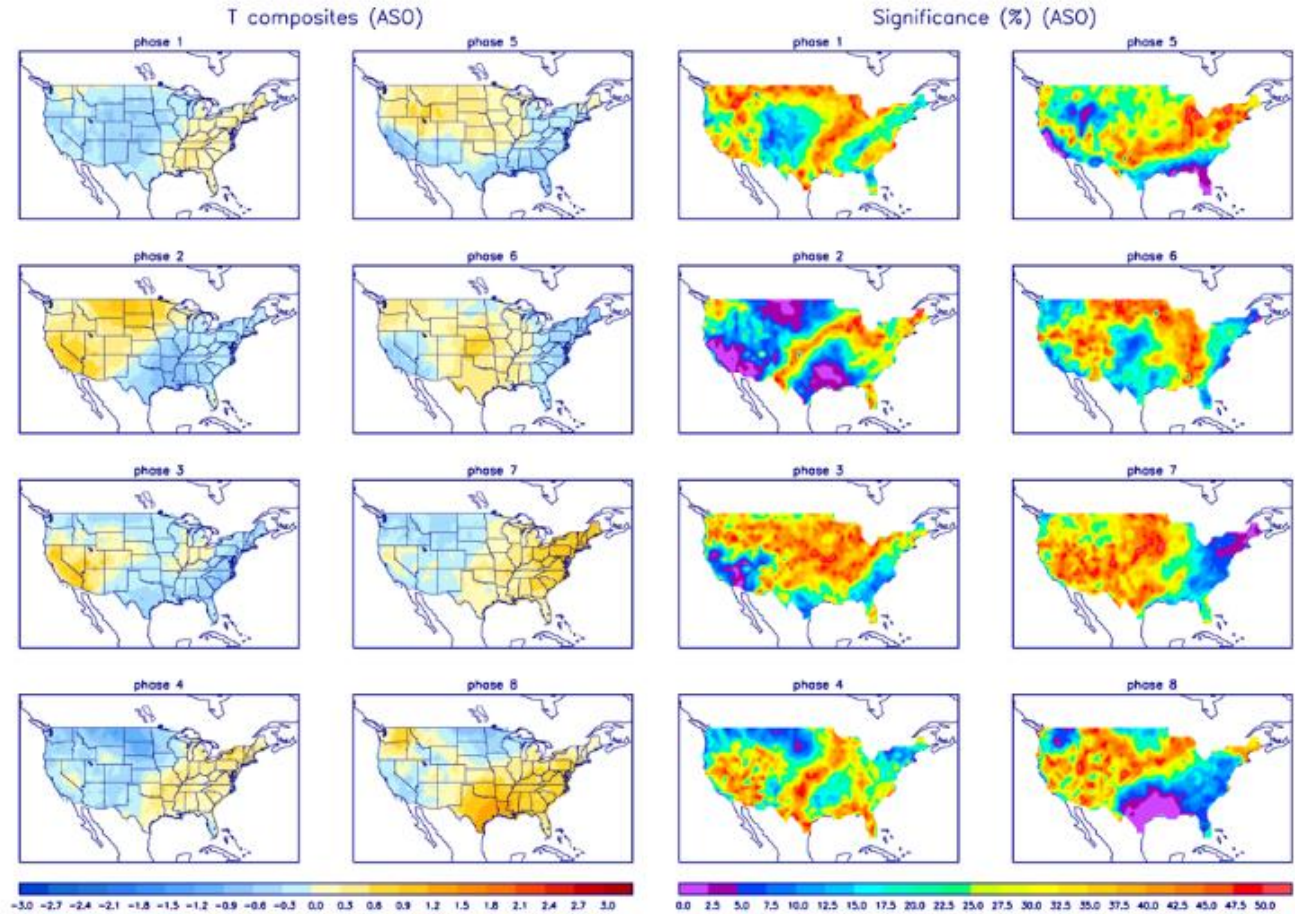 T composites (ASO)
Significance (%) (ASO)
phase 1
phase 5
phase 1
phase 5
phase 2
phase 6
phase 2
phase 6
phase 3
phase 7
phase 3
phase 7
phase 4
phase 8
phase 4
phase 8
-3.0 -2.7 -2.4 -2.1 -1.8 -1.5 -1.2 -0.9 -0.6 -0.3 0.0 0.3 0.6 0.9 1.2 1.5 1.8 2.1 2.4 2.7 3.0
0.0 2.5 5.0 7.5 10.0 12.5 15.0 17.5 20.0 22.5 25.0 27.5 30.0 32.5 35.0 37.5 40.0 42.5 45.0 47.5 50.0